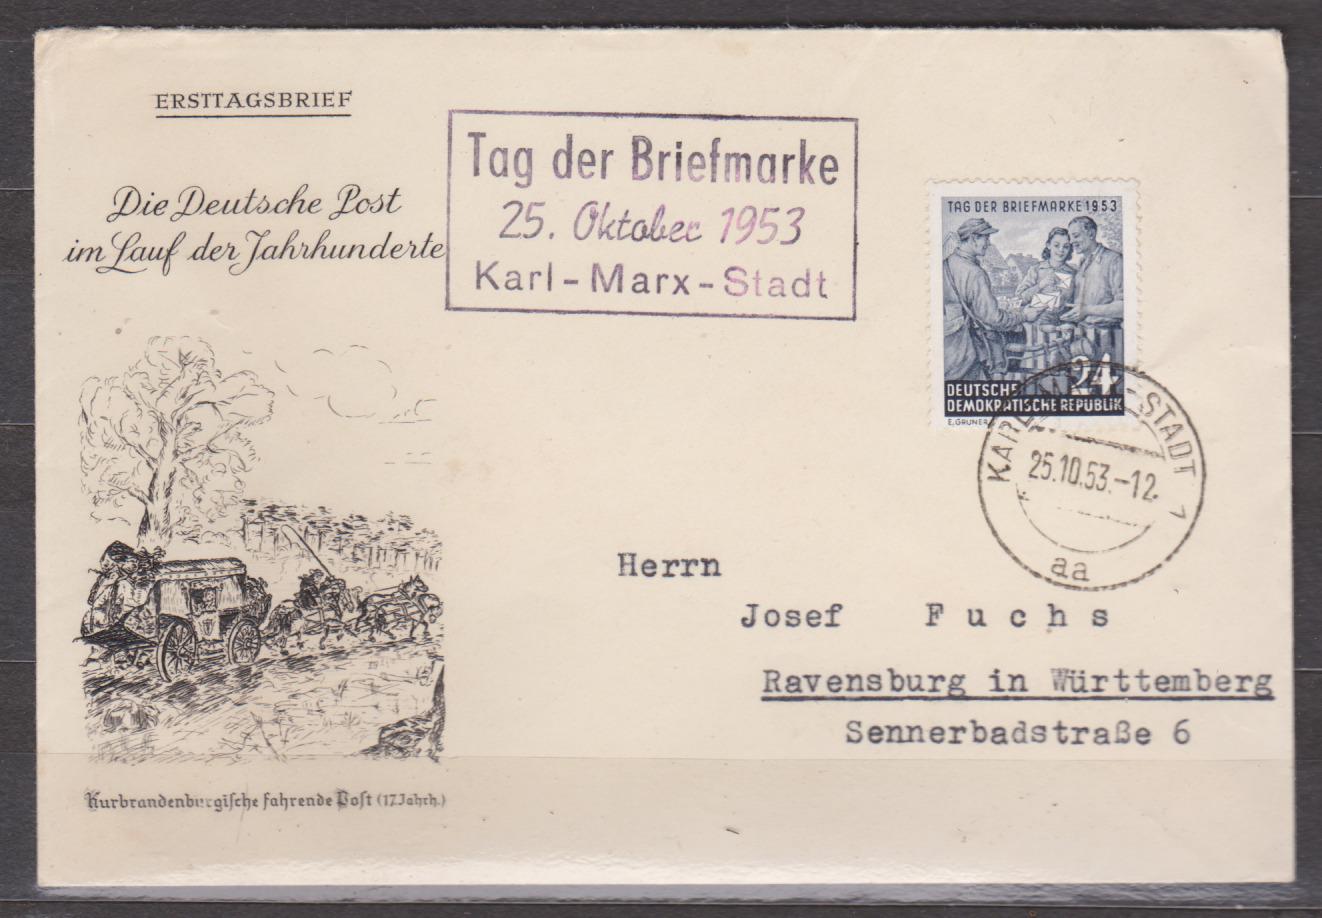 ERSTTAGSBRIEF
Die Deutsche Post
im Lauf der Jahrhunderte
Tag der Briefmarke
25. Oktober 1953
Karl-Marx-Stadt
TAG DER BRIEFMARKE 1953
24
DEUTSCHE
DEMOKRATISCHE REPUBLIK
E.GRUNER
STADT 1
25.10.53.-12
aa
Herrn
Josef Fuchs
Ravensburg in Württemberg
Sennerbadstraße 6
Kurbrandenburgische fahrende Post (17.Jahrh.)